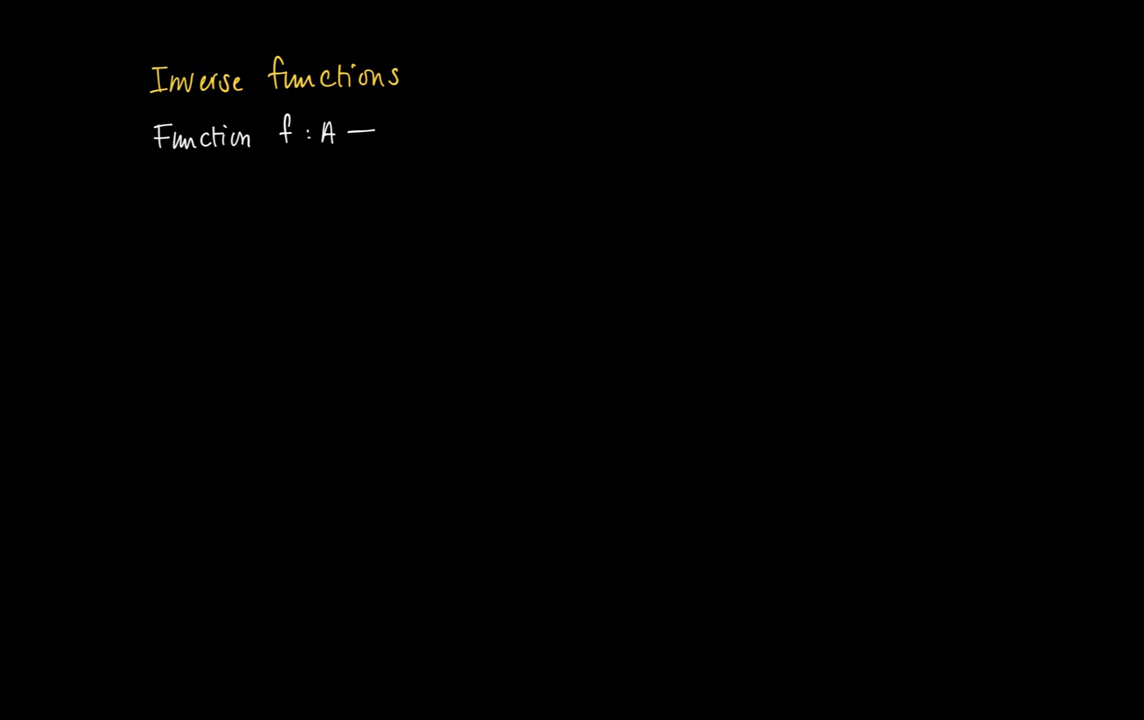 Inverse functions
Function f : A —